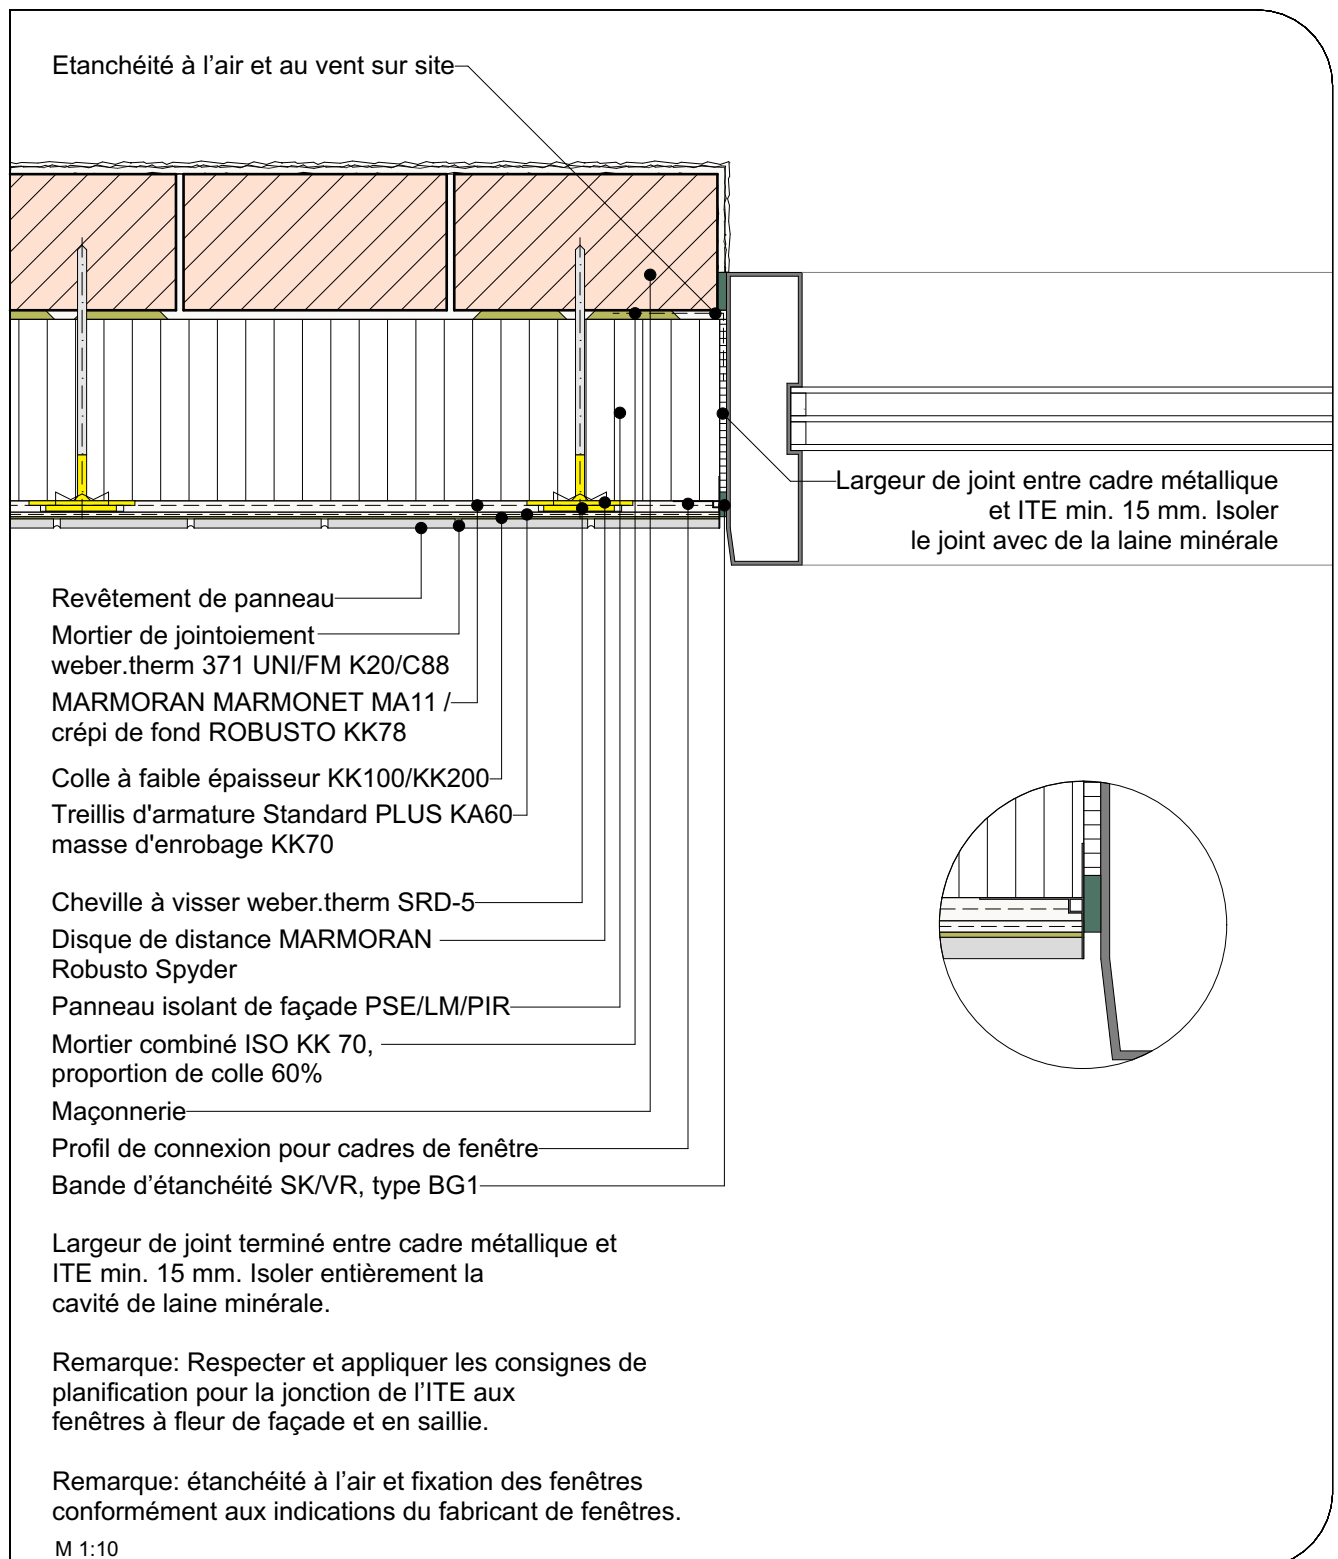 Etanchéité à l’air et au vent sur site
Largeur de joint entre cadre métallique
et ITE min. 15 mm. Isoler
le joint avec de la laine minérale
Revêtement de panneau
Mortier de jointoiement
weber.therm 371 UNI/FM K20/C88
MARMORAN MARMONET MA11 /
crépi de fond ROBUSTO KK78
Colle à faible épaisseur KK100/KK200
Treillis d'armature Standard PLUS KA60
masse d'enrobage KK70
Cheville à visser weber.therm SRD-5
Disque de distance MARMORAN
Robusto Spyder
Panneau isolant de façade PSE/LM/PIR
Mortier combiné ISO KK 70,
proportion de colle 60%
Maçonnerie
Profil de connexion pour cadres de fenêtre
Bande d’étanchéité SK/VR, type BG1
Largeur de joint terminé entre cadre métallique et
ITE min. 15 mm. Isoler entièrement la
cavité de laine minérale.
Remarque: Respecter et appliquer les consignes de
planification pour la jonction de l’ITE aux
fenêtres à fleur de façade et en saillie.
Remarque: étanchéité à l’air et fixation des fenêtres
conformément aux indications du fabricant de fenêtres.
M 1:10